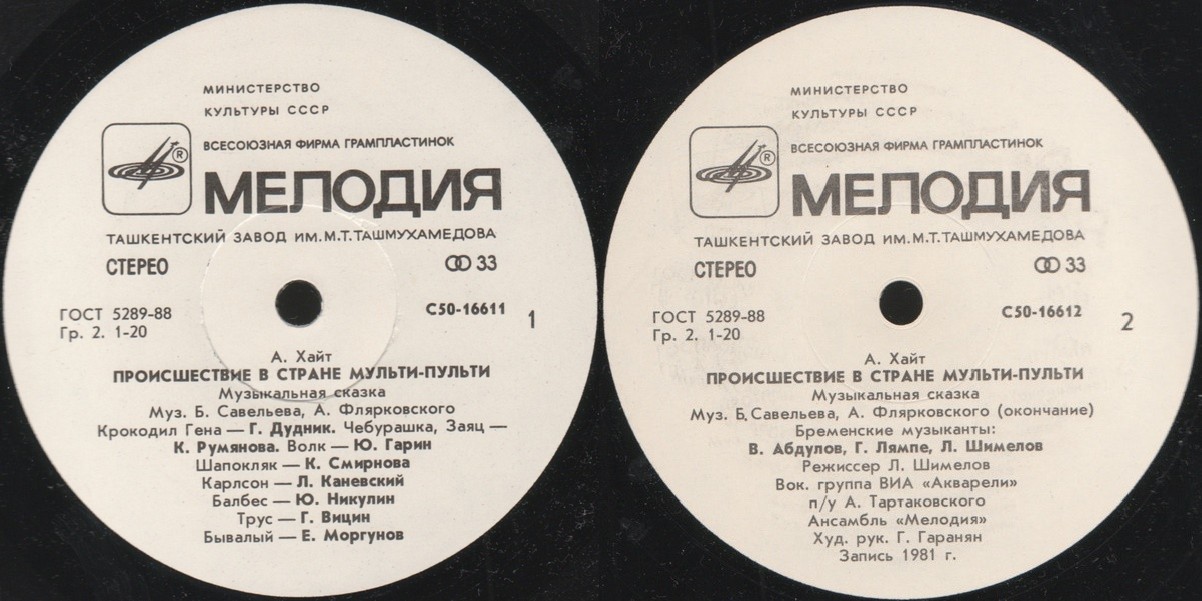 МИНИСТЕРСТВО
КУЛЬТУРЫ СССР
ВСЕСОЮЗНАЯ ФИРМА ГРАМПЛАСТИНОК
®
МЕЛОДИЯ
ТАШКЕНТСКИЙ ЗАВОД ИМ.М.Т.ТАШМУХАМЕДОВА
СТЕРЕО 33
ГОСТ 5289-88 С50-16611 1
Гр. 2. 1-20
А. Хайт
ПРОИСШЕСТВИЕ В СТРАНЕ МУЛЬТИ-ПУЛЬТИ
Музыкальная сказка
Муз. Б. Савельева, А. Флярковского
Крокодил Гена — Г. Дудник. Чебурашка, Заяц —
К. Румянова. Волк — Ю. Гарин
Шапокляк — К. Смирнова
Карлсон — Л. Каневский
Балбес — Ю. Никулин
Трус — Г. Вицин
Бывалый — Е. Моргунов
МИНИСТЕРСТВО
КУЛЬТУРЫ СССР
ВСЕСОЮЗНАЯ ФИРМА ГРАМПЛАСТИНОК
®
МЕЛОДИЯ
ТАШКЕНТСКИЙ ЗАВОД ИМ.М.Т.ТАШМУХАМЕДОВА
СТЕРЕО 33
ГОСТ 5289-88 С50-16612 2
Гр. 2. 1-20
А. Хайт
ПРОИСШЕСТВИЕ В СТРАНЕ МУЛЬТИ-ПУЛЬТИ
Музыкальная сказка
Муз. Б. Савельева, А. Флярковского (окончание)
Бременские музыканты:
В. Абдулов, Г. Лямпе, Л. Шимелов
Режиссер Л. Шимелов
Вок. группа ВИА «Акварели»
п/у А. Тартаковского
Ансамбль «Мелодия»
Худ. рук. Г. Гаранян
Запись 1981 г.